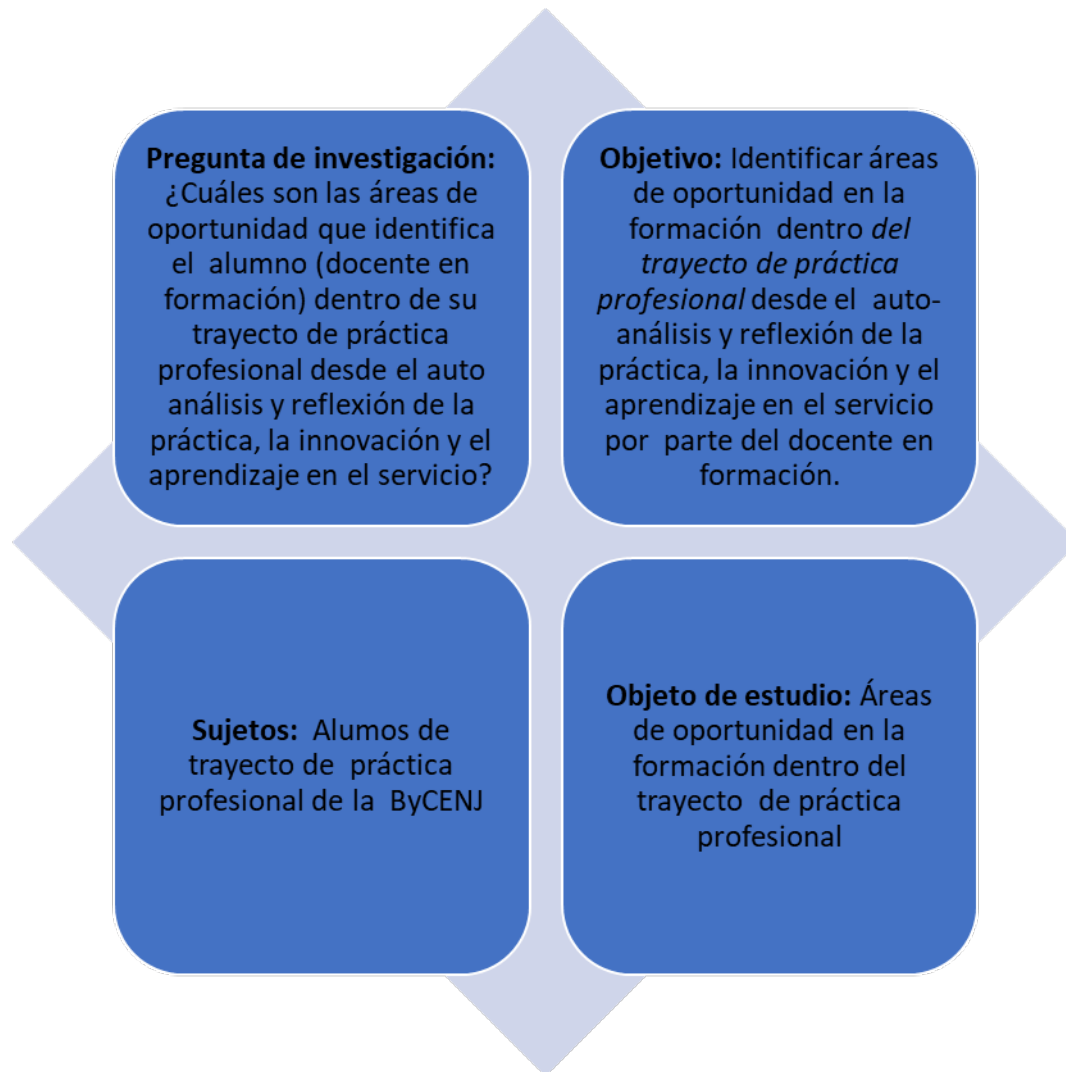 Pregunta de investigación:
¿Cuáles son las áreas de
oportunidad que identifica
el alumno (docente en
formación) dentro de su
trayecto de práctica
profesional desde el auto
análisis y reflexión de la
práctica, la innovación y el
aprendizaje en el servicio?
Objetivo: Identificar áreas
de oportunidad en la
formación dentro del
trayecto de práctica
profesional desde el auto-
análisis y reflexión de la
práctica, la innovación y el
aprendizaje en el servicio
por parte del docente en
formación.
Sujetos: Alumos de
trayecto de práctica
profesional de la ByCENJ
Objeto de estudio: Áreas
de oportunidad en la
formación dentro del
trayecto de práctica
profesional